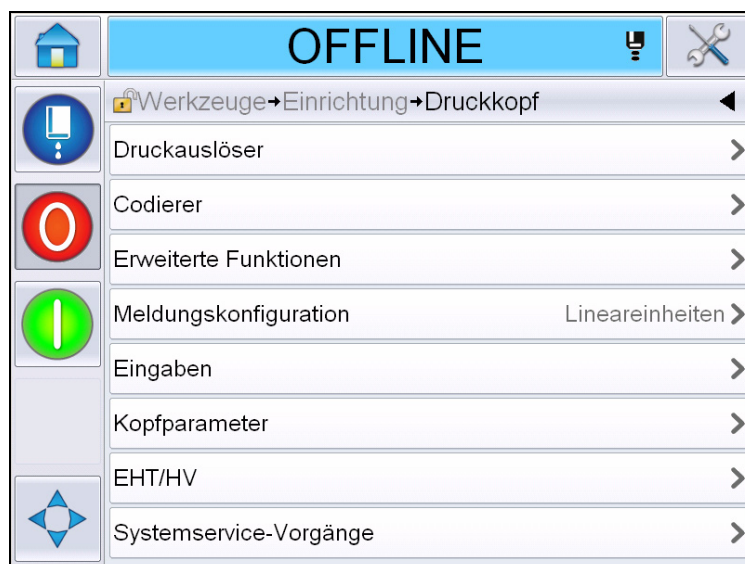 OFFLINE
Werkzeuge→Einrichtung→Druckkopf
Druckauslöser
Codierer
Erweiterte Funktionen
Meldungskonfiguration Lineareinheiten
Eingaben
Kopfparameter
EHT/HV
Systemservice-Vorgänge